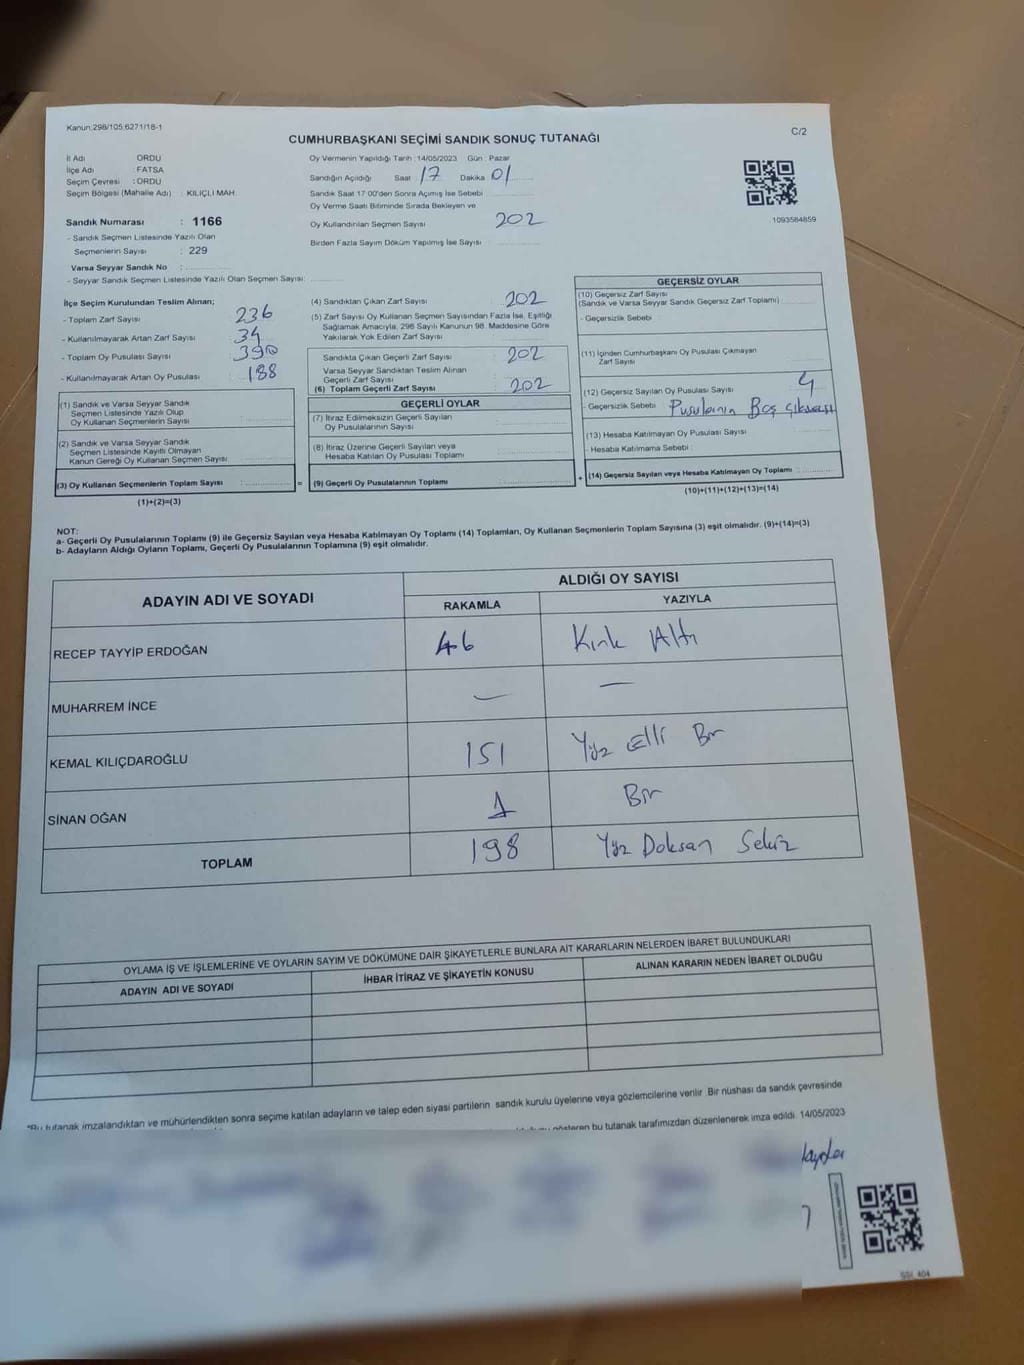 Kanun:298/105;6271/18-1
C/2
CUMHURBAŞKANI SEÇİMİ SANDIK SONUÇ TUTANAĞI
İl Adı ORDU
İlçe Adı FATSA
Seçim Çevresi : ORDU
Seçim Bölgesi (Mahalle Adı) : KILIÇLI MAH.
Oy Vermenin Yapıldığı Tarih : 14/05/2023 Gün : Pazar
Sandığın Açıldığı Saat 17 Dakika 01
Sandık Saat 17:00'den Sonra Açımış İse Sebebi
Oy Verme Saati Bitiminde Sırada Bekleyen ve
Oy Kullandırılan Seçmen Sayısı 202
Birden Fazla Sayım Döküm Yapılmış İse Sayısı
1093584859
Sandık Numarası : 1166
- Sandık Seçmen Listesinde Yazılı Olan
Seçmenlerin Sayısı : 229
Varsa Seyyar Sandık No :
- Seyyar Sandık Seçmen Listesinde Yazılı Olan Seçmen Sayısı:
İlçe Seçim Kurulundan Teslim Alınan;
- Toplam Zarf Sayısı 236
- Kullanılmayarak Artan Zarf Sayısı 34
- Toplam Oy Pusulası Sayısı 390
- Kullanılmayarak Artan Oy Pusulası 188
(1) Sandık ve Varsa Seyyar Sandık
Seçmen Listesinde Yazılı Olup
Oy Kullanan Seçmenlerin Sayısı
(2) Sandık ve Varsa Seyyar Sandık
Seçmen Listesinde Kayıtlı Olmayan
Kanun Gereği Oy Kullanan Seçmen Sayısı
(3) Oy Kullanan Seçmenlerin Toplam Sayısı : =
(1)+(2)=(3)
(4) Sandıktan Çıkan Zarf Sayısı 202
(5) Zarf Sayısı Oy Kullanan Seçmen Sayısından Fazla İse, Eşitliği
Sağlamak Amacıyla, 298 Sayılı Kanunun 98. Maddesine Göre
Yakılarak Yok Edilen Zarf Sayısı
Sandıkta Çıkan Geçerli Zarf Sayısı 202
Varsa Seyyar Sandıktan Teslim Alınan
Geçerli Zarf Sayısı
(6) Toplam Geçerli Zarf Sayısı 202
GEÇERLİ OYLAR
(7) İtiraz Edilmeksizin Geçerli Sayılan
Oy Pusulalarının Sayısı
(8) İtiraz Üzerine Geçerli Sayılan veya
Hesaba Katılan Oy Pusulası Toplamı
(9) Geçerli Oy Pusulalarının Toplamı : +
GEÇERSİZ OYLAR
(10) Geçersiz Zarf Sayısı
(Sandık ve Varsa Seyyar Sandık Geçersiz Zarf Toplamı)
- Geçersizlik Sebebi
(11) İçinden Cumhurbaşkanı Oy Pusulası Çıkmayan
Zarf Sayısı
(12) Geçersiz Sayılan Oy Pusulası Sayısı 4
- Geçersizlik Sebebi Pusulanın Boş Çıkması
(13) Hesaba Katılmayan Oy Pusulası Sayısı
- Hesaba Katılmama Sebebi :
(14) Geçersiz Sayılan veya Hesaba Katılmayan Oy Toplamı :
(10)+(11)+(12)+(13)=(14)
NOT:
a- Geçerli Oy Pusulalarının Toplamı (9) ile Geçersiz Sayılan veya Hesaba Katılmayan Oy Toplamı (14) Toplamları, Oy Kullanan Seçmenlerin Toplam Sayısına (3) eşit olmalıdır. (9)+(14)=(3)
b- Adayların Aldığı Oyların Toplamı, Geçerli Oy Pusulalarının Toplamına (9) eşit olmalıdır.
ADAYIN ADI VE SOYADI
ALDIĞI OY SAYISI
RAKAMLA YAZIYLA
RECEP TAYYİP ERDOĞAN 46 Kırk Altı
MUHARREM İNCE — —
KEMAL KILIÇDAROĞLU 151 Yüz Elli Bir
SİNAN OĞAN 1 Bir
TOPLAM 198 Yüz Doksan Sekiz
OYLAMA İŞ VE İŞLEMLERİNE VE OYLARIN SAYIM VE DÖKÜMÜNE DAİR ŞİKAYETLERLE BUNLARA AİT KARARLARIN NELERDEN İBARET BULUNDUKLARI
ADAYIN ADI VE SOYADI İHBAR İTİRAZ VE ŞİKAYETİN KONUSU ALINAN KARARIN NEDEN İBARET OLDUĞU
*Bu tutanak imzalandıktan ve mühürlendikten sonra seçime katılan adayların ve talep eden siyasi partilerin sandık kurulu üyelerine veya gözlemcilerine verilir. Bir nüshası da sandık çevresinde
gösteren bu tutanak tarafımızdan düzenlenerek imza edildi. 14/05/2023